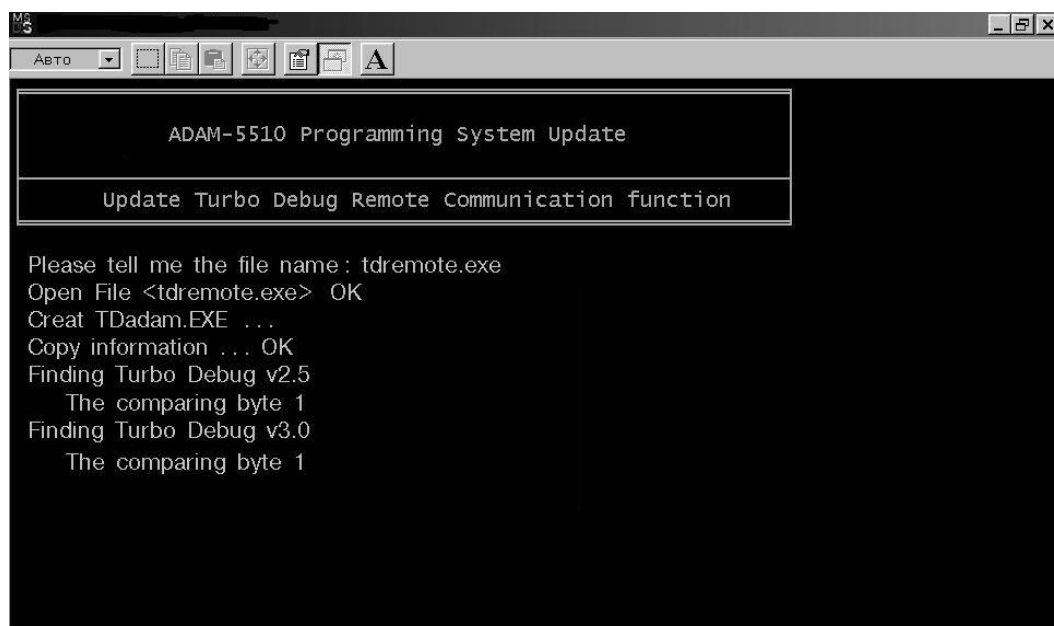 MS
DOS
Авто
A
ADAM-5510 Programming System Update
Update Turbo Debug Remote Communication function
Please tell me the file name : tdremote.exe
Open File <tdremote.exe> OK
Creat TDadam.EXE ...
Copy information ... OK
Finding Turbo Debug v2.5
The comparing byte 1
Finding Turbo Debug v3.0
The comparing byte 1